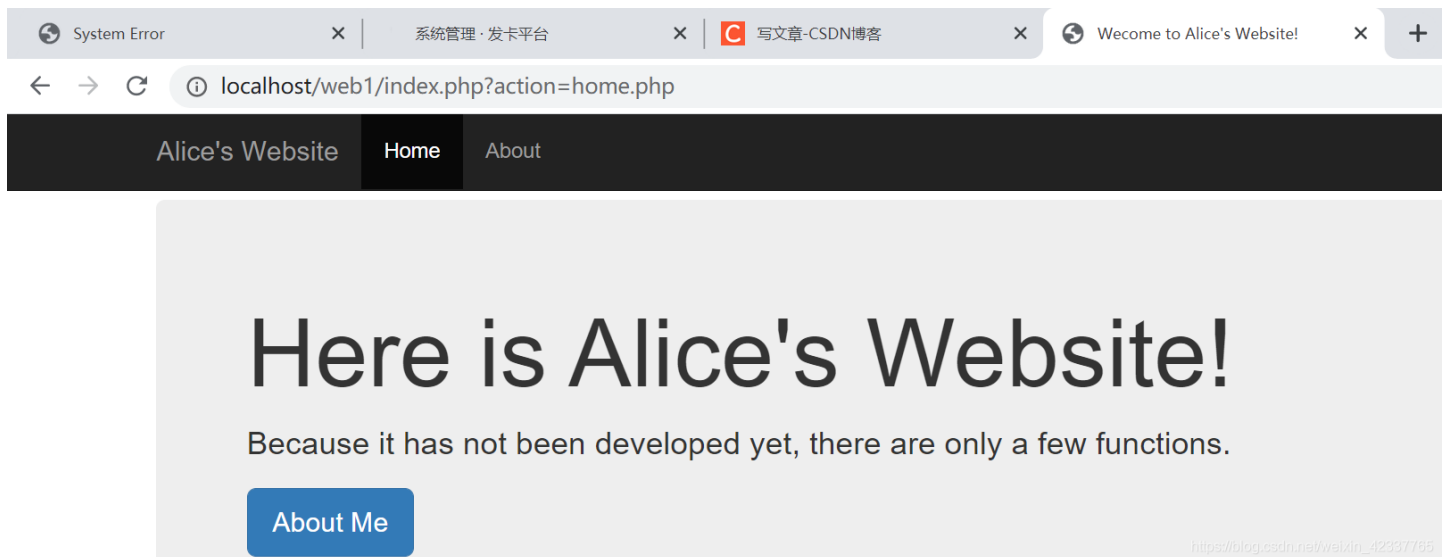 System Error 系统管理 · 发卡平台 写文章-CSDN博客 Wecome to Alice's Website!
localhost/web1/index.php?action=home.php
Alice's Website Home About
Here is Alice's Website!
Because it has not been developed yet, there are only a few functions.
About Me
https://blog.csdn.net/weixin_42337765